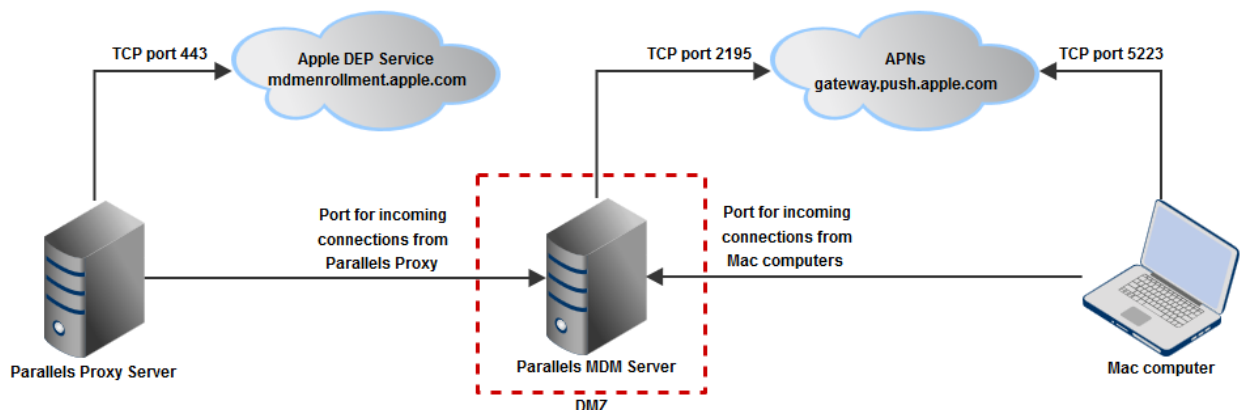 TCP port 443
Apple DEP Service
mdmenrollment.apple.com
TCP port 2195
APNs
gateway.push.apple.com
TCP port 5223
Port for incoming
connections from
Parallels Proxy
Port for incoming
connections from
Mac computers
Parallels Proxy Server
Parallels MDM Server
Mac computer
DMZ